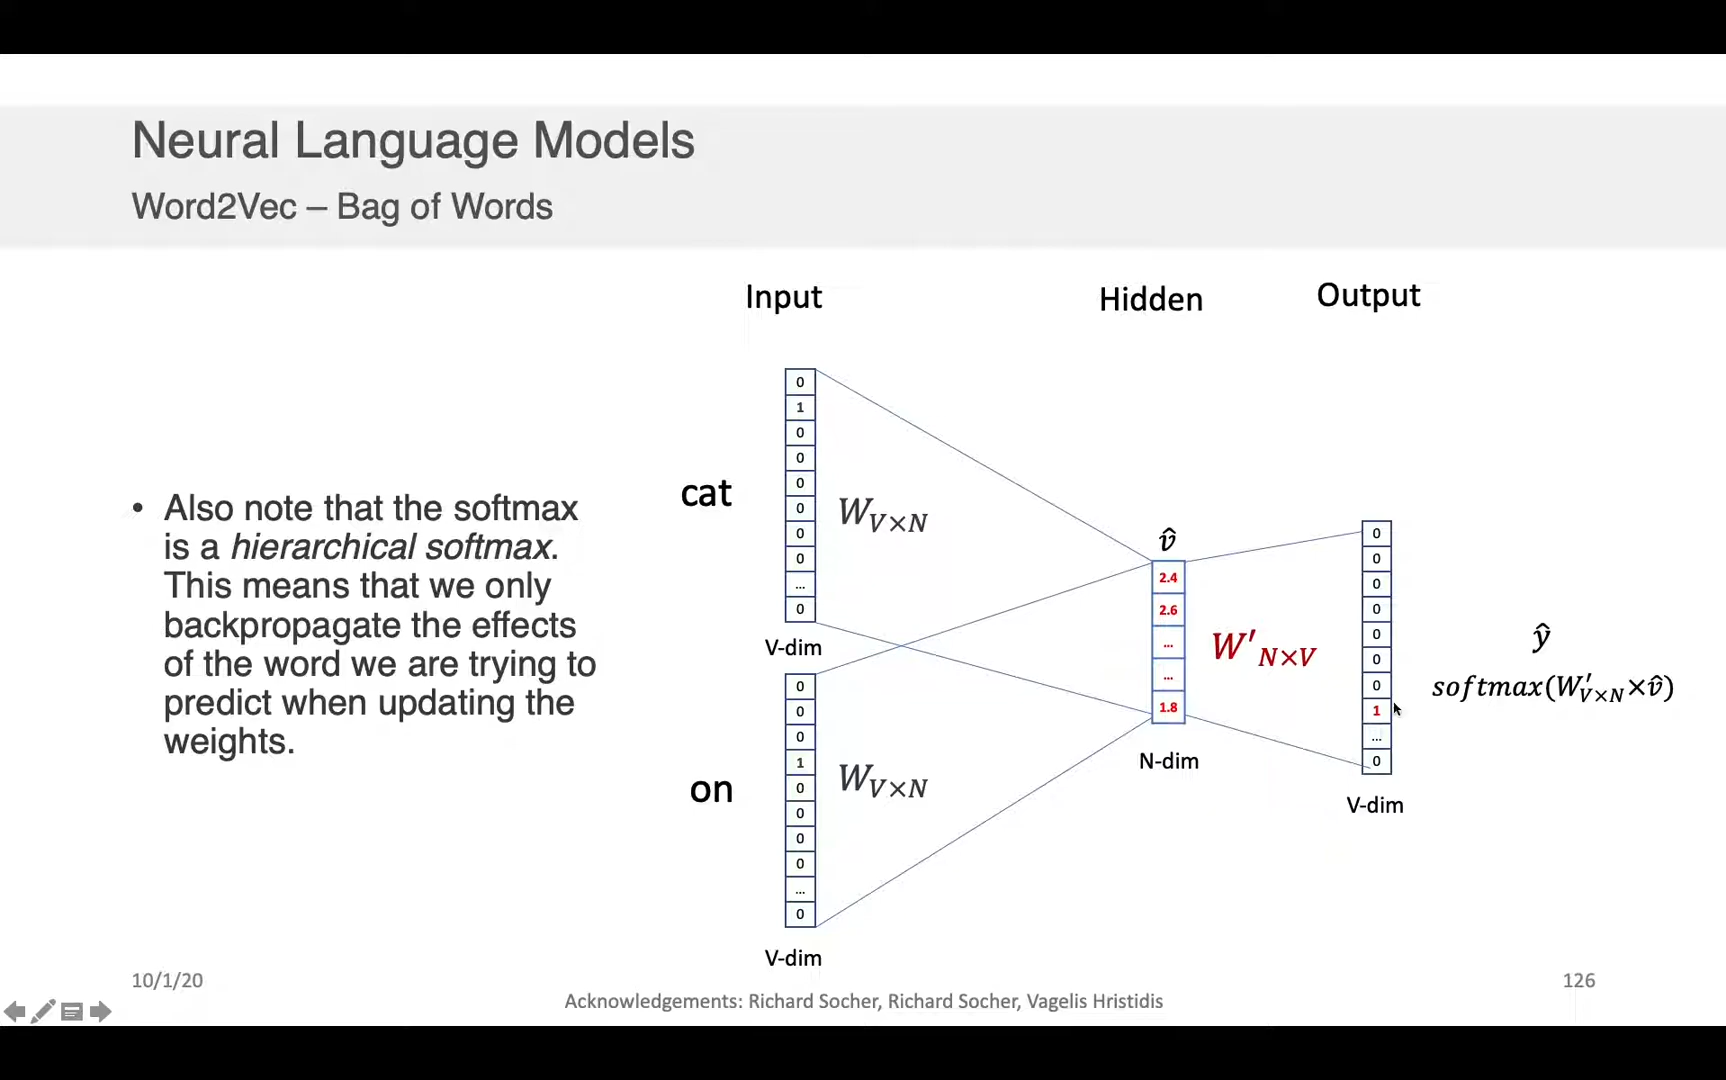 Neural Language Models
Word2Vec – Bag of Words
• Also note that the softmax
is a hierarchical softmax.
This means that we only
backpropagate the effects
of the word we are trying to
predict when updating the
weights.
Input
Hidden
Output
cat
0
1
0
0
0
0
0
0
...
0
V-dim
W_{V×N}
on
0
0
0
1
0
0
0
0
...
0
V-dim
W_{V×N}
v̂
2.4
2.6
...
...
1.8
N-dim
W'_{N×V}
0
0
0
0
0
0
0
1
...
0
V-dim
ŷ
softmax(W'_{V×N}×v̂)
10/1/20
Acknowledgements: Richard Socher, Richard Socher, Vagelis Hristidis
126